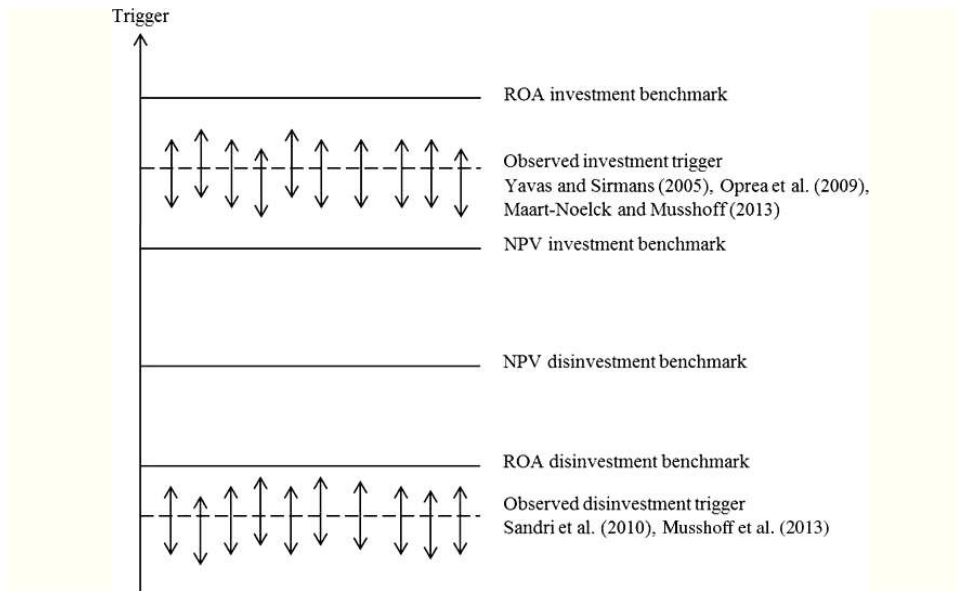 Trigger
ROA investment benchmark
Observed investment trigger
Yavas and Sirmans (2005), Oprea et al. (2009),
Maart-Noelck and Musshoff (2013)
NPV investment benchmark
NPV disinvestment benchmark
ROA disinvestment benchmark
Observed disinvestment trigger
Sandri et al. (2010), Musshoff et al. (2013)